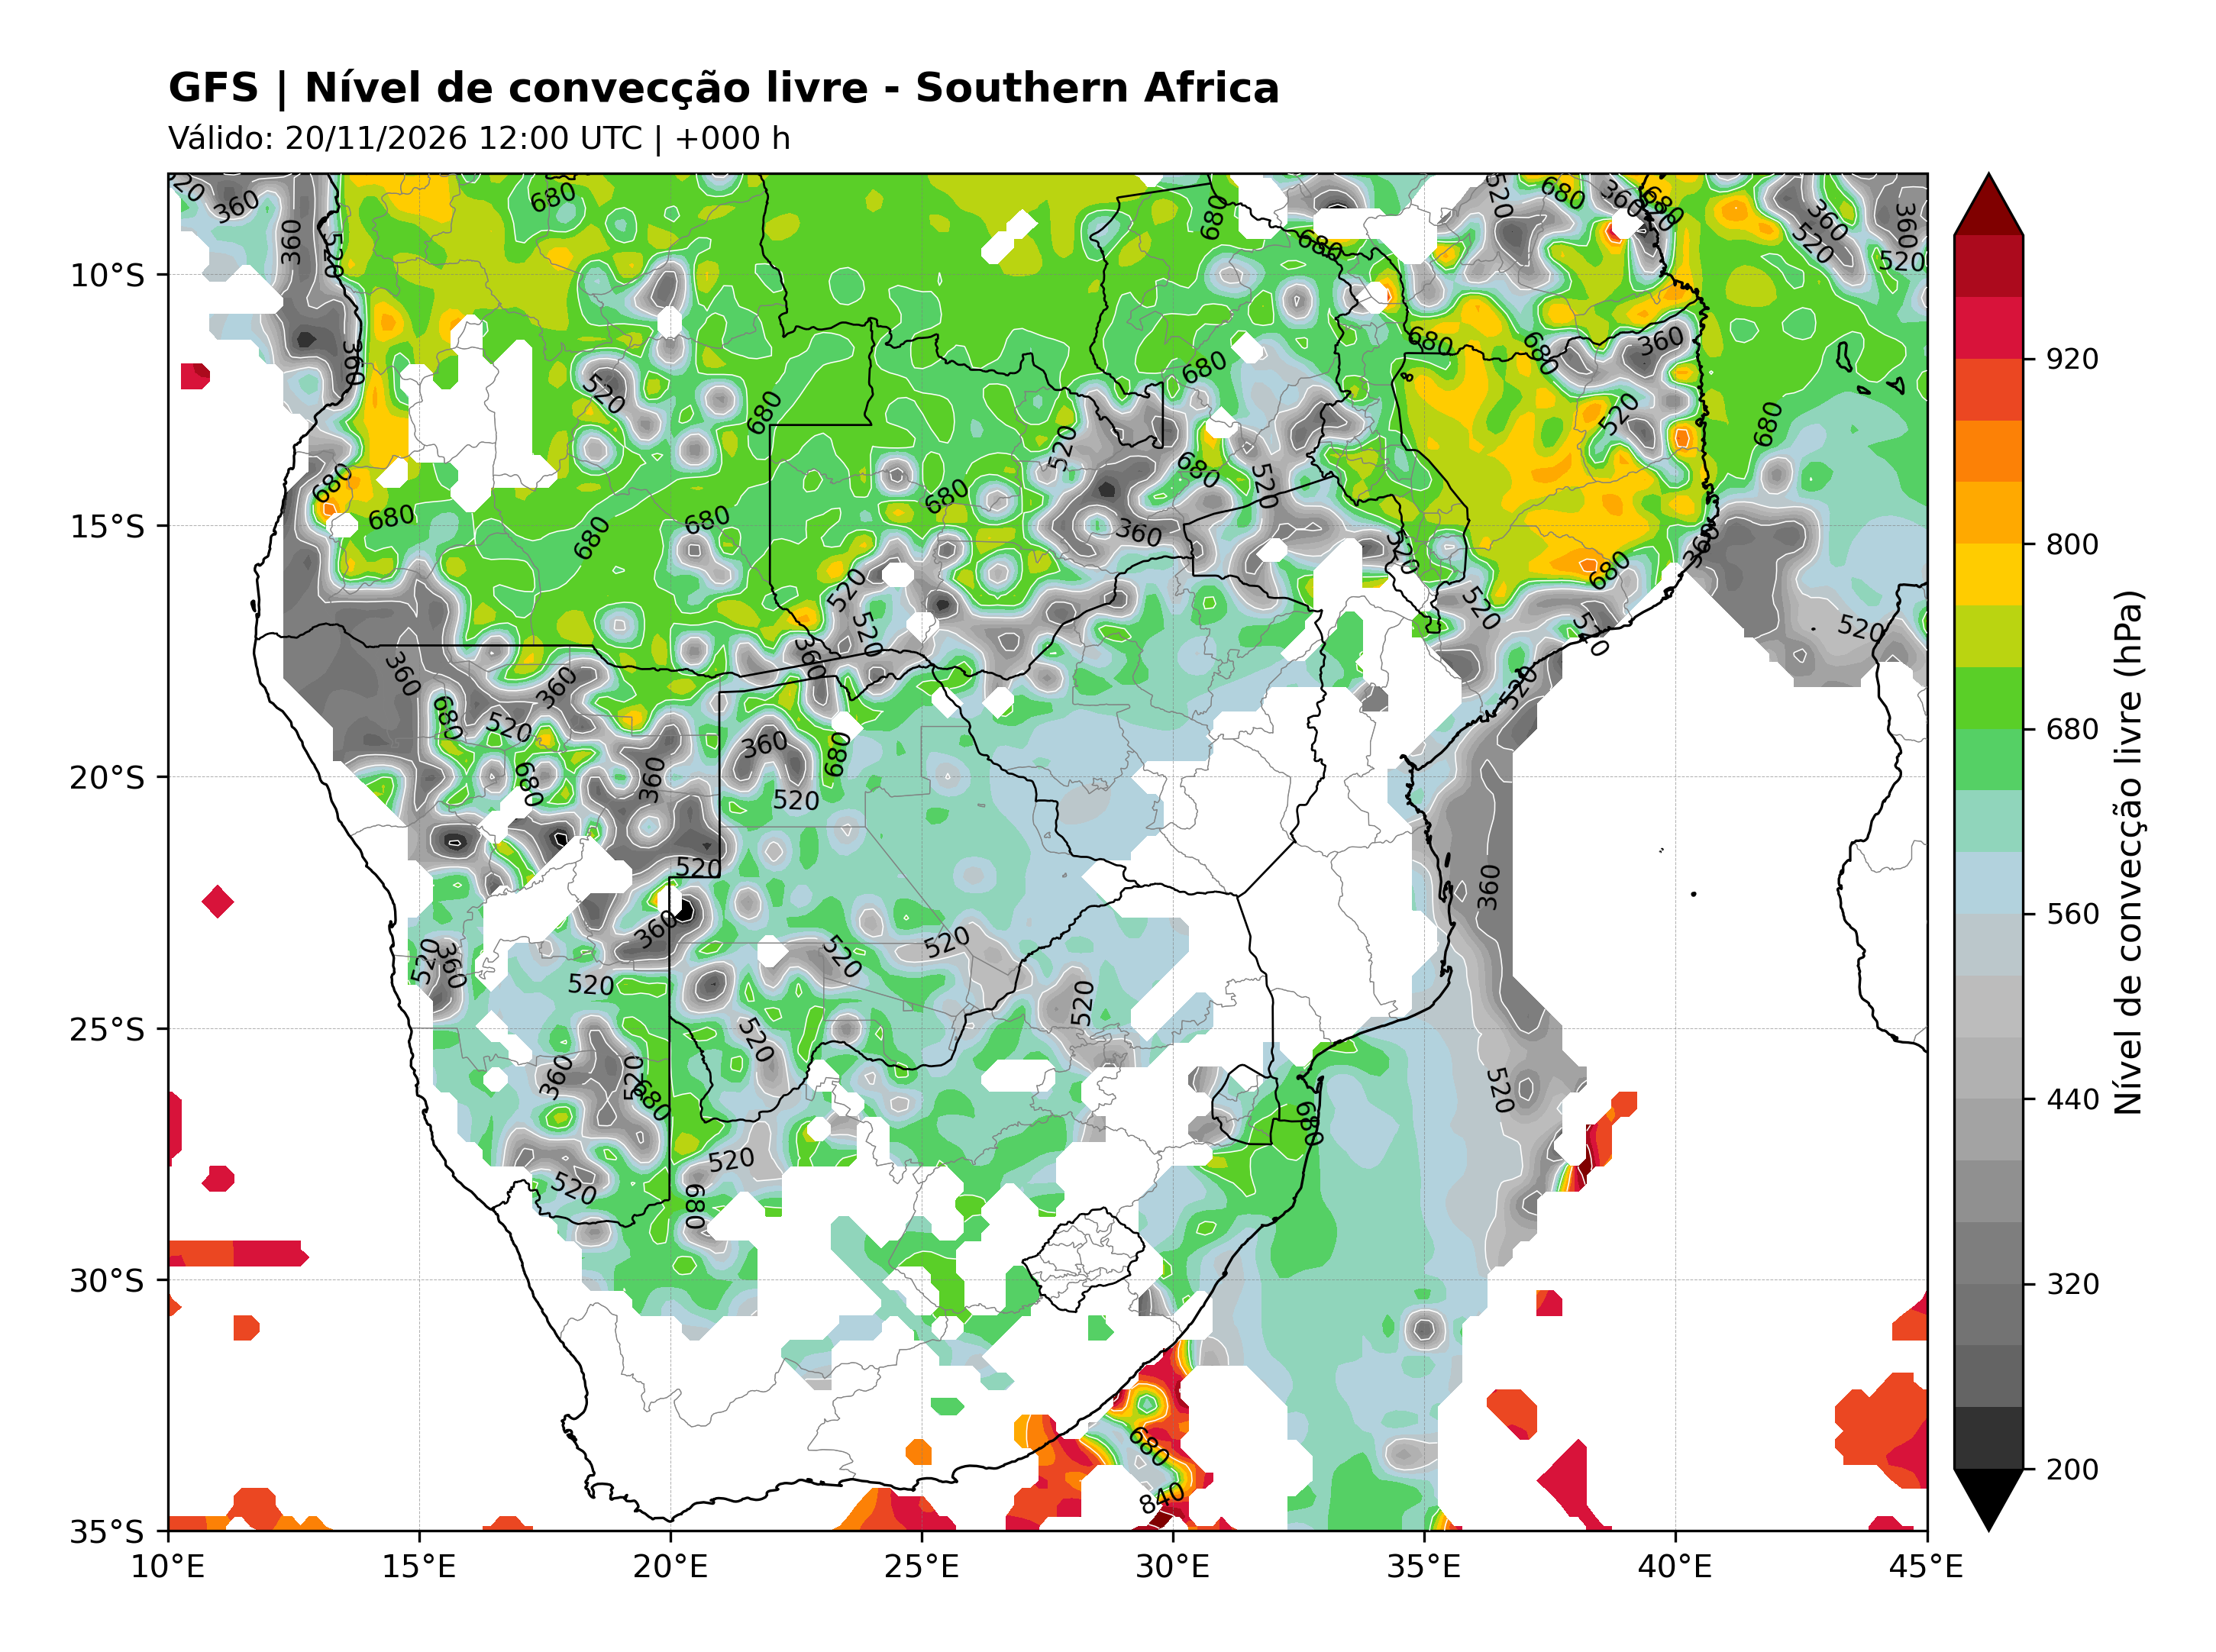 GFS | Nível de convecção livre - Southern Africa
Válido: 20/11/2026 12:00 UTC | +000 h
10°S
15°S
20°S
25°S
30°S
35°S
10°E
15°E
20°E
25°E
30°E
35°E
40°E
45°E
920
800
680
560
440
320
200
Nível de convecção livre (hPa)